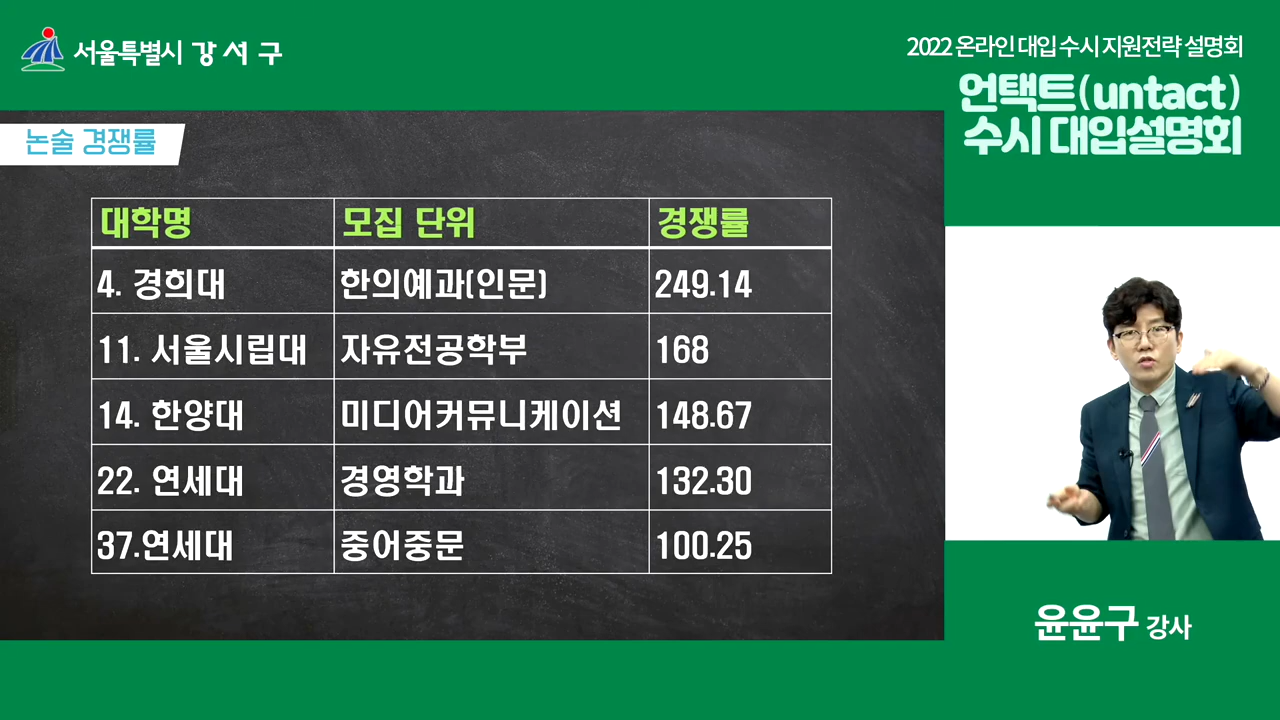 서울특별시 강서구
2022 온라인 대입 수시 지원전략 설명회
언택트(untact)
수시 대입설명회
논술 경쟁률
대학명 모집 단위 경쟁률
4. 경희대 한의예과(인문) 249.14
11. 서울시립대 자유전공학부 168
14. 한양대 미디어커뮤니케이션 148.67
22. 연세대 경영학과 132.30
37.연세대 중어중문 100.25
윤윤구 강사